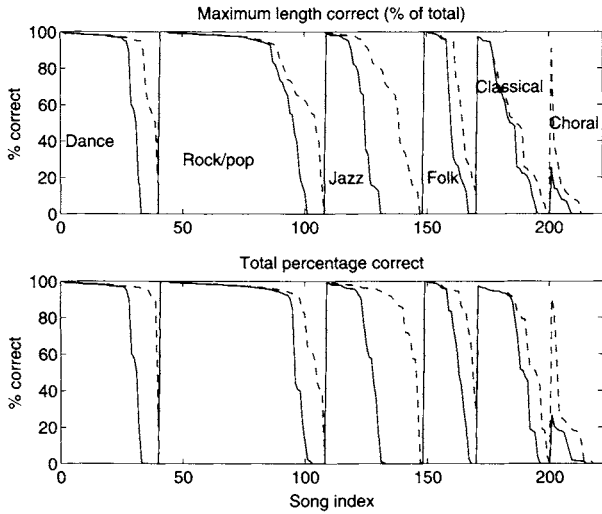 Maximum length correct (% of total)
100
80
60
40
20
0
% correct
Dance
Rock/pop
Jazz
Folk
Classical
Choral
0
50
100
150
200
Total percentage correct
100
80
60
40
20
0
% correct
0
50
100
150
200
Song index